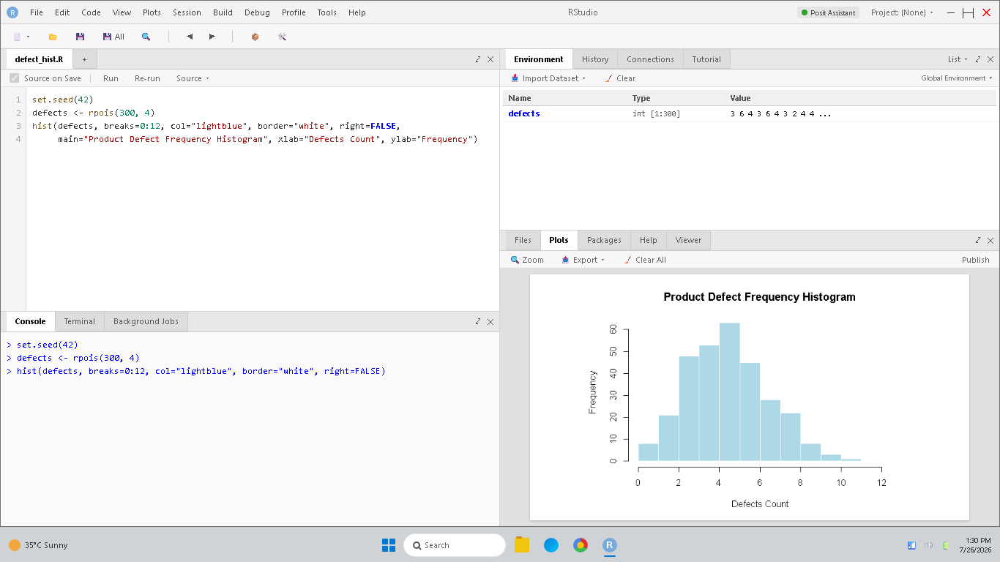 R File Edit Code View Plots Session Build Debug Profile Tools Help RStudio Posit Assistant Project: (None)
All
defect_hist.R +
Source on Save Run Re-run Source
1 set.seed(42)
2 defects <- rpois(300, 4)
3 hist(defects, breaks=0:12, col="lightblue", border="white", right=FALSE,
4 main="Product Defect Frequency Histogram", xlab="Defects Count", ylab="Frequency")
Console Terminal Background Jobs
> set.seed(42)
> defects <- rpois(300, 4)
> hist(defects, breaks=0:12, col="lightblue", border="white", right=FALSE)
Environment History Connections Tutorial List
Import Dataset Clear Global Environment
Name Type Value
defects int [1:300] 3 6 4 3 6 4 3 2 4 4 ...
Files Plots Packages Help Viewer
Zoom Export Clear All Publish
Product Defect Frequency Histogram
Frequency
60
50
40
30
20
10
0
0 2 4 6 8 10 12
Defects Count
35°C Sunny Search R 1:30 PM
7/26/2026